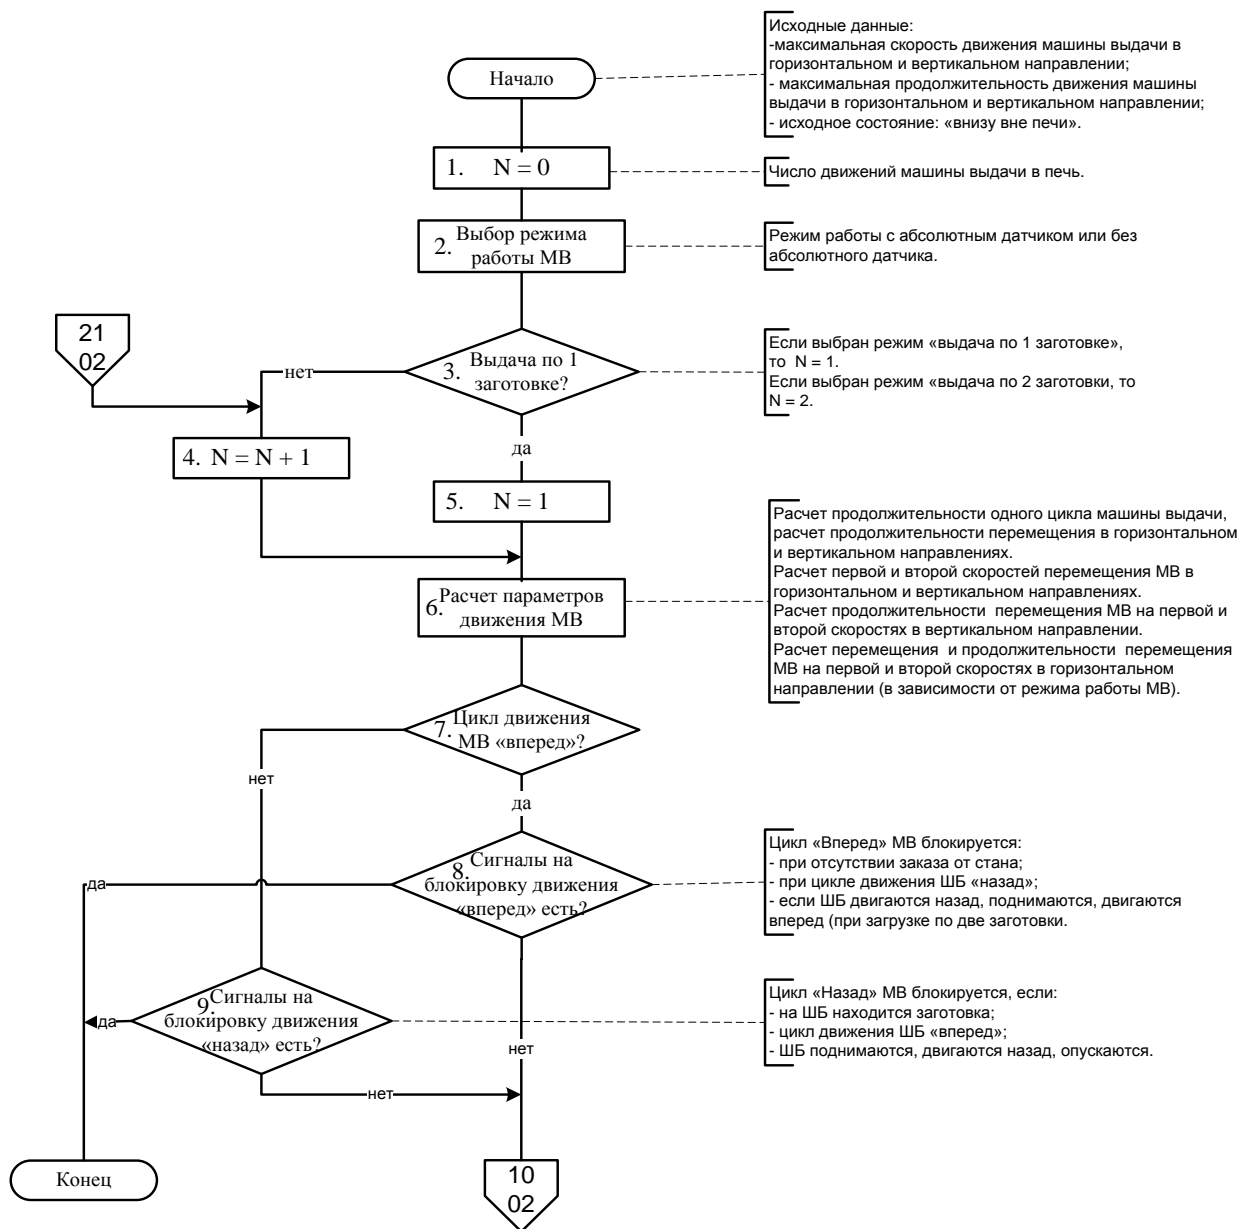 Исходные данные:
-максимальная скорость движения машины выдачи в
горизонтальном и вертикальном направлении;
- максимальная продолжительность движения машины
выдачи в горизонтальном и вертикальном направлении;
- исходное состояние: «внизу вне печи».
Начало
1. N = 0
Число движений машины выдачи в печь.
2. Выбор режима
работы МВ
Режим работы с абсолютным датчиком или без
абсолютного датчика.
21
02
3. Выдача по 1
заготовке?
нет
да
Если выбран режим «выдача по 1 заготовке»,
то N = 1.
Если выбран режим «выдача по 2 заготовки, то
N = 2.
4. N = N + 1
5. N = 1
6. Расчет параметров
движения МВ
Расчет продолжительности одного цикла машины выдачи,
расчет продолжительности перемещения в горизонтальном
и вертикальном направлениях.
Расчет первой и второй скоростей перемещения МВ в
горизонтальном и вертикальном направлениях.
Расчет продолжительности перемещения МВ на первой и
второй скоростях в вертикальном направлении.
Расчет перемещения и продолжительности перемещения
МВ на первой и второй скоростях в горизонтальном
направлении (в зависимости от режима работы МВ).
7. Цикл движения
МВ «вперед»?
нет
да
8. Сигналы на
блокировку движения
«вперед» есть?
да
Цикл «Вперед» МВ блокируется:
- при отсутствии заказа от стана;
- при цикле движения ШБ «назад»;
- если ШБ двигаются назад, поднимаются, двигаются
вперед (при загрузке по две заготовки.
9. Сигналы на
блокировку движения
«назад» есть?
да
нет
нет
Цикл «Назад» МВ блокируется, если:
- на ШБ находится заготовка;
- цикл движения ШБ «вперед»;
- ШБ поднимаются, двигаются назад, опускаются.
Конец
10
02